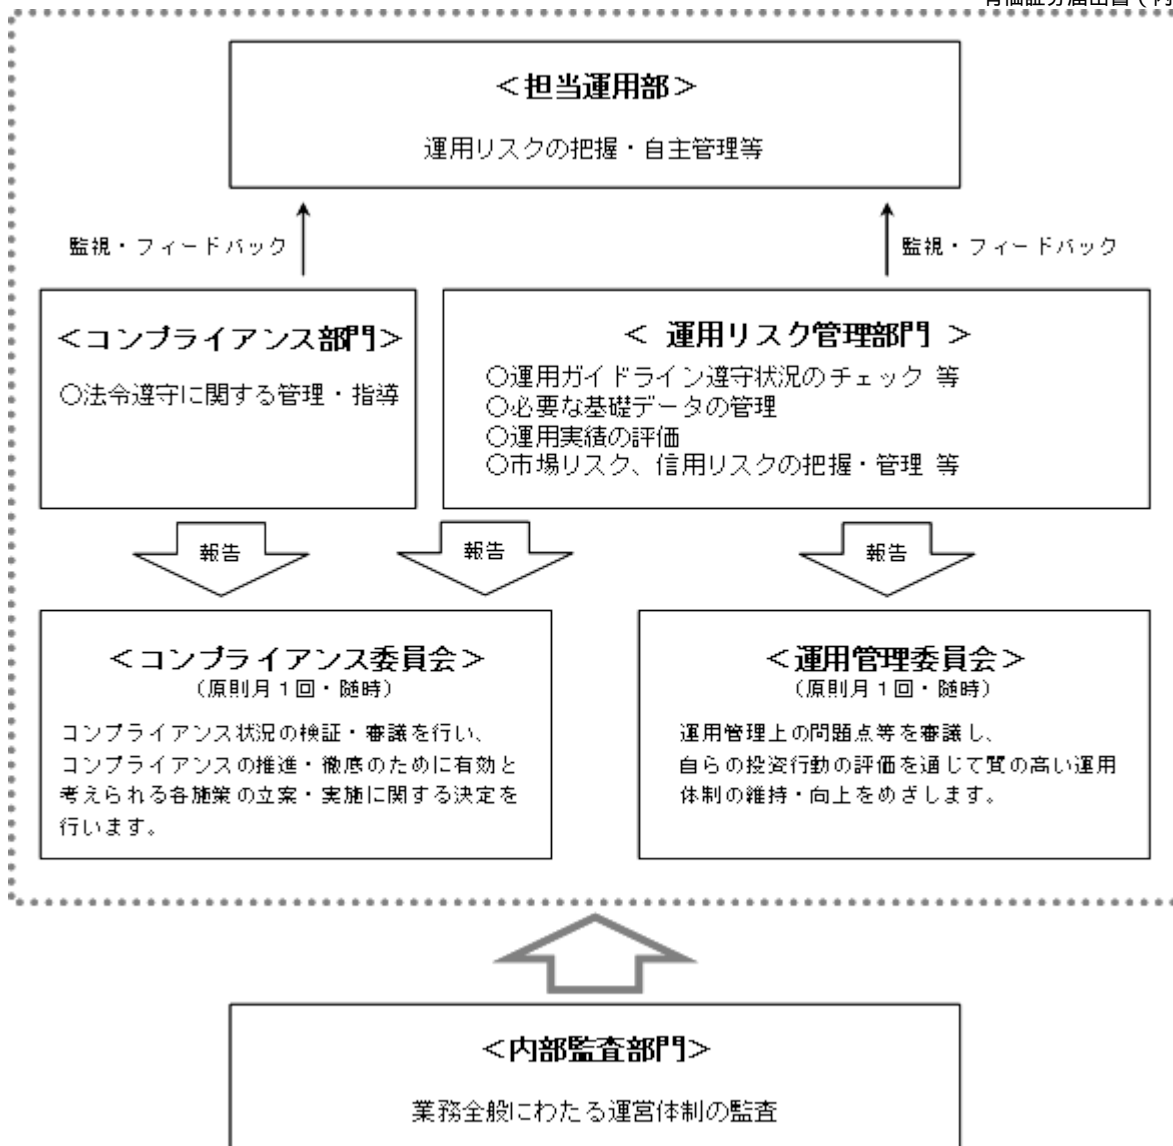 ＜担当運用部＞
運用リスクの把握・自主管理等
監視・フィードバック
監視・フィードバック
＜コンプライアンス部門＞
○法令遵守に関する管理・指導
＜ 運用リスク管理部門 ＞
○運用ガイドライン遵守状況のチェック 等
○必要な基礎データの管理
○運用実績の評価
○市場リスク、信用リスクの把握・管理 等
報告
報告
報告
＜コンプライアンス委員会＞
（原則月１回・随時）
コンプライアンス状況の検証・審議を行い、
コンプライアンスの推進・徹底のために有効と
考えられる各施策の立案・実施に関する決定を
行います。
＜運用管理委員会＞
（原則月１回・随時）
運用管理上の問題点等を審議し、
自らの投資行動の評価を通じて質の高い運用
体制の維持・向上をめざします。
＜内部監査部門＞
業務全般にわたる運営体制の監査